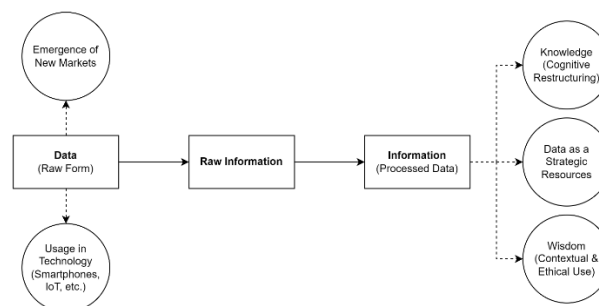 Emergence of
New Markets
Data
(Raw Form)
Usage in
Technology
(Smartphones,
IoT, etc.)
Raw Information
Information
(Processed Data)
Knowledge
(Cognitive
Restructuring)
Data as a
Strategic
Resources
Wisdom
(Contextual &
Ethical Use)